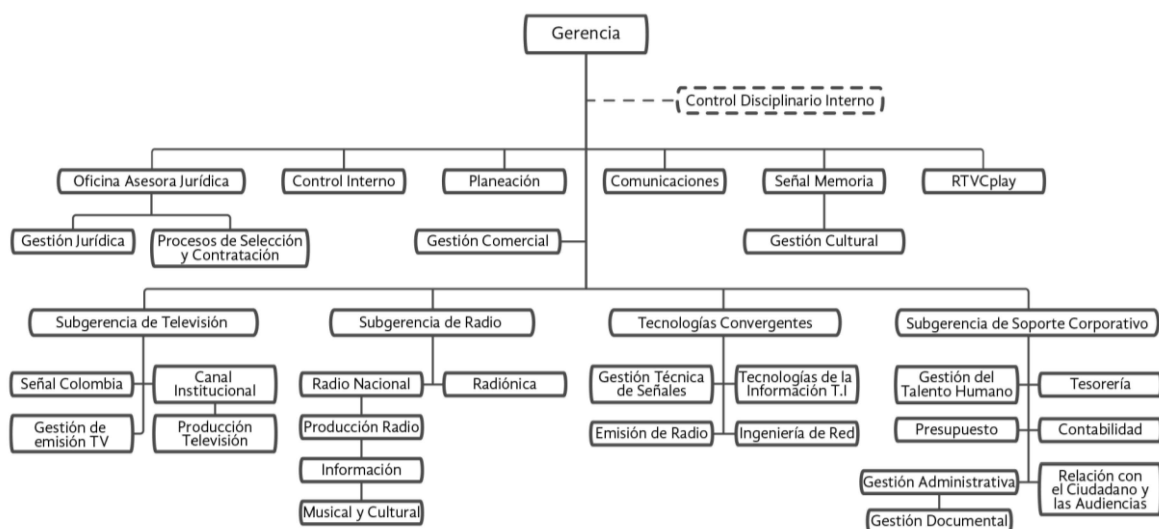 Gerencia
Control Disciplinario Interno
Oficina Asesora Jurídica
Control Interno
Planeación
Comunicaciones
Señal Memoria
RTVCplay
Gestión Jurídica
Procesos de Selección
y Contratación
Gestión Comercial
Gestión Cultural
Subgerencia de Televisión
Subgerencia de Radio
Tecnologías Convergentes
Subgerencia de Soporte Corporativo
Señal Colombia
Canal
Institucional
Gestión de
emisión TV
Producción
Televisión
Radio Nacional
Radiónica
Producción Radio
Información
Musical y Cultural
Gestión Técnica
de Señales
Tecnologías de la
Información T.I
Emisión de Radio
Ingeniería de Red
Gestión del
Talento Humano
Tesorería
Presupuesto
Contabilidad
Gestión Administrativa
Relación con
el Ciudadano y
las Audiencias
Gestión Documental